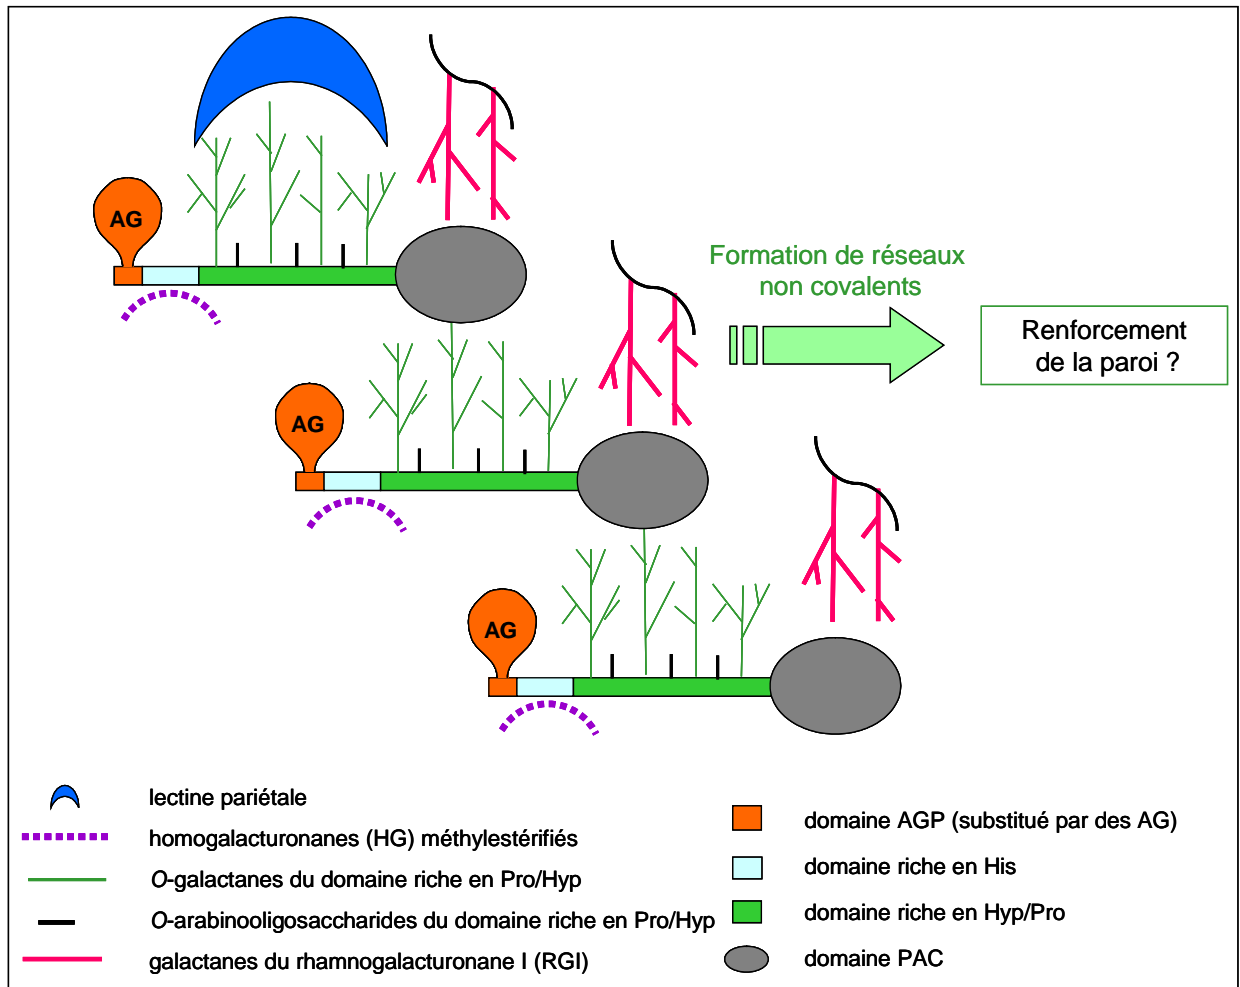 AG
Formation de réseaux
non covalents
Renforcement
de la paroi ?
AG
AG
lectine pariétale
homogalacturonanes (HG) méthylestérifiés
O-galactanes du domaine riche en Pro/Hyp
O-arabinooligosaccharides du domaine riche en Pro/Hyp
galactanes du rhamnogalacturonane I (RGI)
domaine AGP (substitué par des AG)
domaine riche en His
domaine riche en Hyp/Pro
domaine PAC